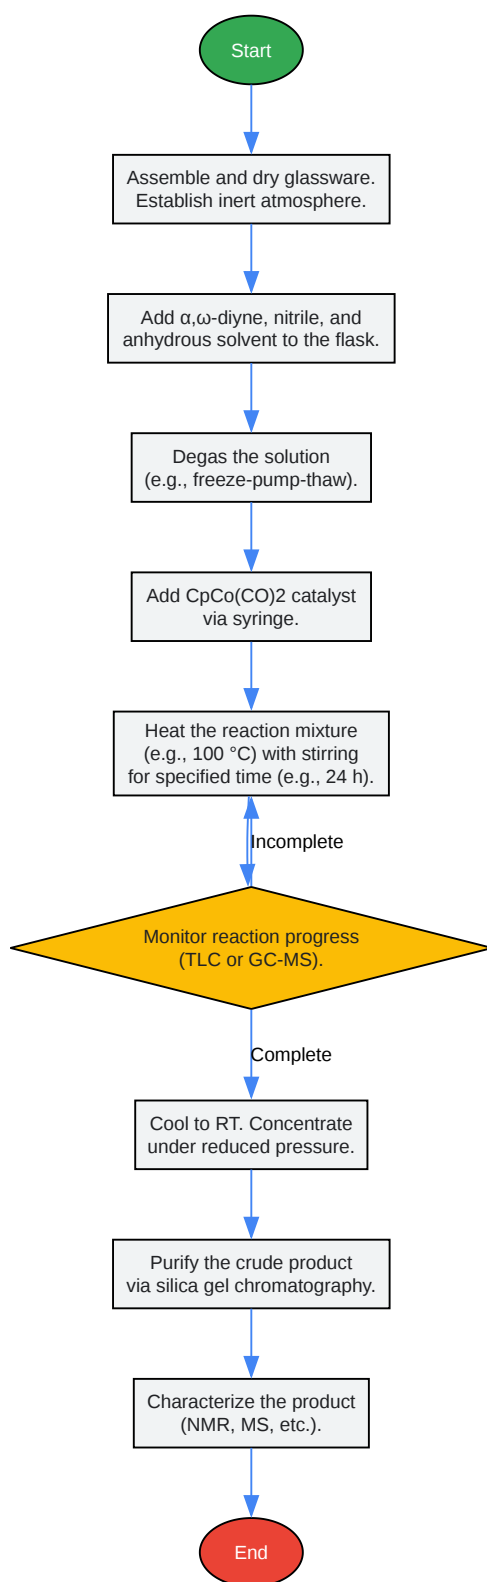 Start
Assemble and dry glassware.
Establish inert atmosphere.
Add α,ω-diyne, nitrile, and
anhydrous solvent to the flask.
Degas the solution
(e.g., freeze-pump-thaw).
Add CpCo(CO)2 catalyst
via syringe.
Heat the reaction mixture
(e.g., 100 °C) with stirring
for specified time (e.g., 24 h).
Incomplete
Monitor reaction progress
(TLC or GC-MS).
Complete
Cool to RT. Concentrate
under reduced pressure.
Purify the crude product
via silica gel chromatography.
Characterize the product
(NMR, MS, etc.).
End